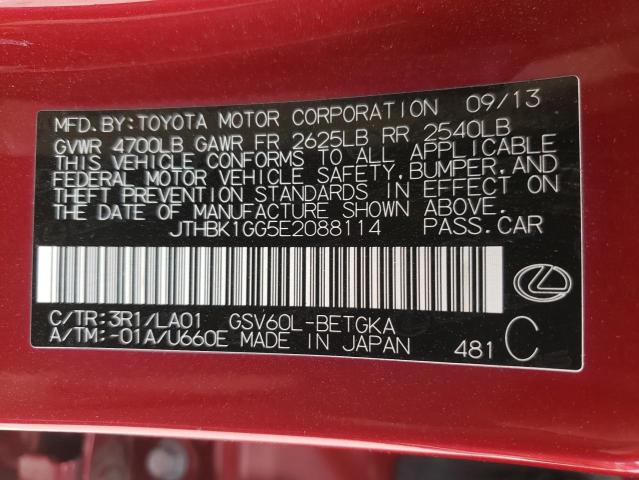 MFD. BY: TOYOTA MOTOR CORPORATION 09/13
GVWR 4700LB GAWR FR 2625LB RR 2540LB
THIS VEHICLE CONFORMS TO ALL APPLICABLE
FEDERAL MOTOR VEHICLE SAFETY, BUMPER, AND
THEFT PREVENTION STANDARDS IN EFFECT ON
THE DATE OF MANUFACTURE SHOWN ABOVE.
JTHBK1GG5E2088114 PASS. CAR
C/TR: 3R1/LA01 GSV60L-BETGKA
A/TM: -01A/U660E MADE IN JAPAN 481 C